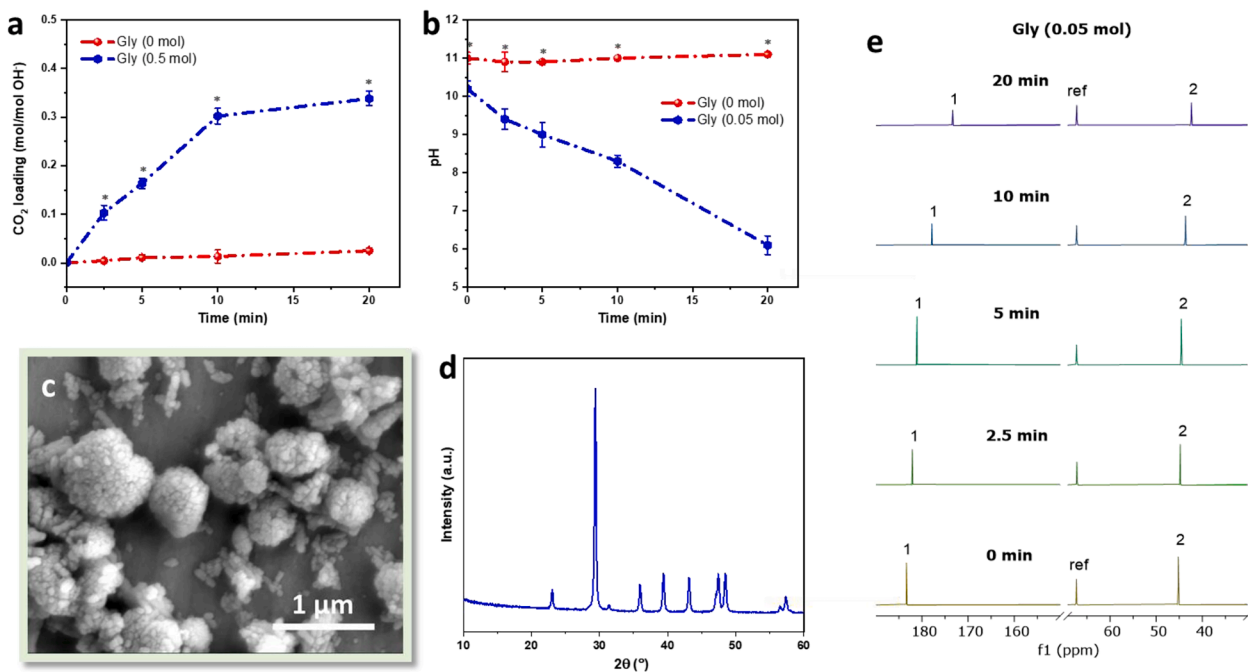 a
0.5
0.4
0.3
0.2
0.1
0.0
CO₂ loading (mol/mol OH⁻)
Gly (0 mol)
Gly (0.5 mol)
*
*
*
*
0
5
10
15
20
Time (min)
b
12
11
10
9
8
7
6
5
pH
* * * * *
Gly (0 mol)
Gly (0.05 mol)
0
5
10
15
20
Time (min)
c
1 μm
d
Intensity (a.u.)
10
20
30
40
50
60
2θ (°)
e
Gly (0.05 mol)
20 min
1
ref
2
10 min
1
2
5 min
1
2
2.5 min
1
2
0 min
1
ref
2
180
170
160
60
50
40
f1 (ppm)